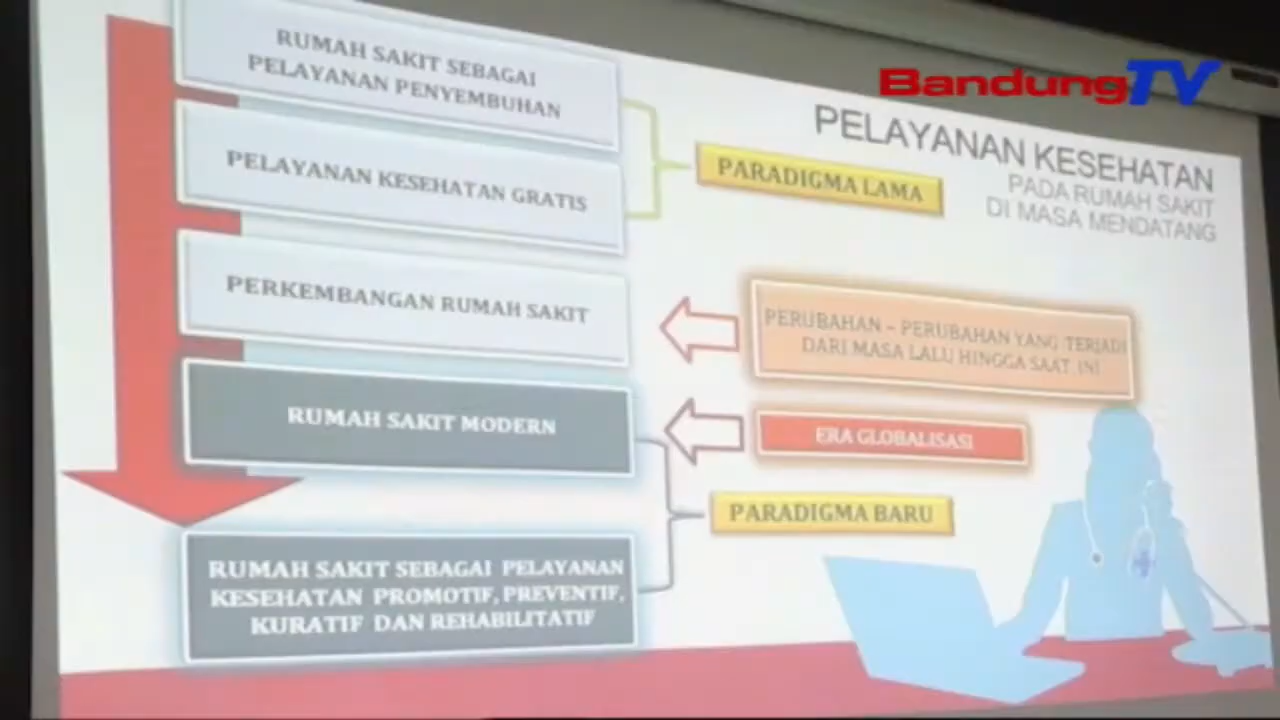 BandungTV
PELAYANAN KESEHATAN
PADA RUMAH SAKIT
DI MASA MENDATANG
RUMAH SAKIT SEBAGAI
PELAYANAN PENYEMBUHAN
PELAYANAN KESEHATAN GRATIS
PARADIGMA LAMA
PERKEMBANGAN RUMAH SAKIT
PERUBAHAN – PERUBAHAN YANG TERJADI
DARI MASA LALU HINGGA SAAT INI
RUMAH SAKIT MODERN
ERA GLOBALISASI
PARADIGMA BARU
RUMAH SAKIT SEBAGAI PELAYANAN
KESEHATAN PROMOTIF, PREVENTIF,
KURATIF DAN REHABILITATIF